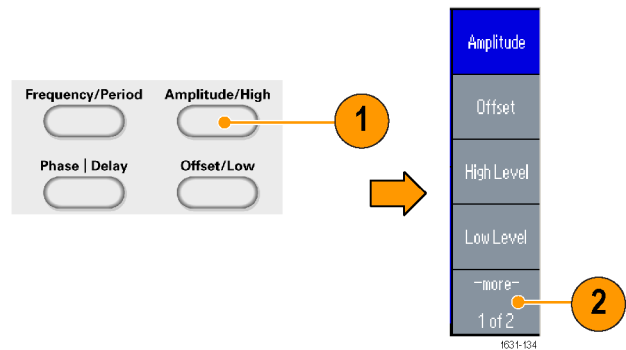 Frequency/Period
Amplitude/High
1
Phase | Delay
Offset/Low
Amplitude
Offset
High Level
Low Level
-more-
1 of 2
2
1631-134